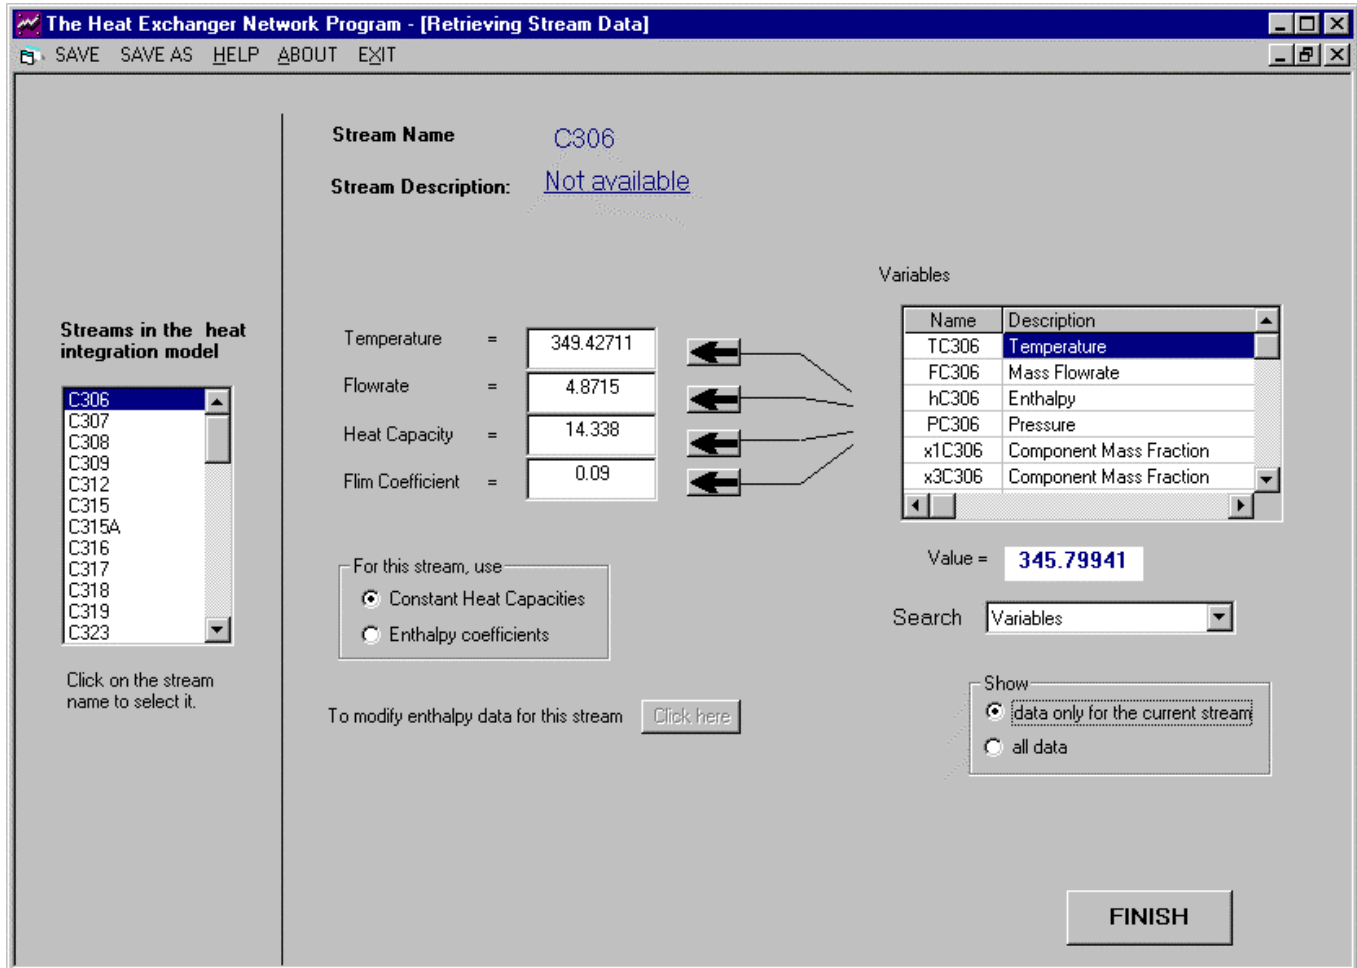 The Heat Exchanger Network Program - [Retrieving Stream Data]
SAVE SAVE AS HELP ABOUT EXIT
Stream Name C306
Stream Description: Not available
Streams in the heat
integration model
C306
C307
C308
C309
C312
C315
C315A
C316
C317
C318
C319
C323
Click on the stream
name to select it.
Temperature = 349.42711
Flowrate = 4.8715
Heat Capacity = 14.338
Flim Coefficient = 0.09
For this stream, use
Constant Heat Capacities
Enthalpy coefficients
To modify enthalpy data for this stream Click here
Variables
Name Description
TC306 Temperature
FC306 Mass Flowrate
hC306 Enthalpy
PC306 Pressure
x1C306 Component Mass Fraction
x3C306 Component Mass Fraction
Value = 345.79941
Search Variables
Show
data only for the current stream
all data
FINISH